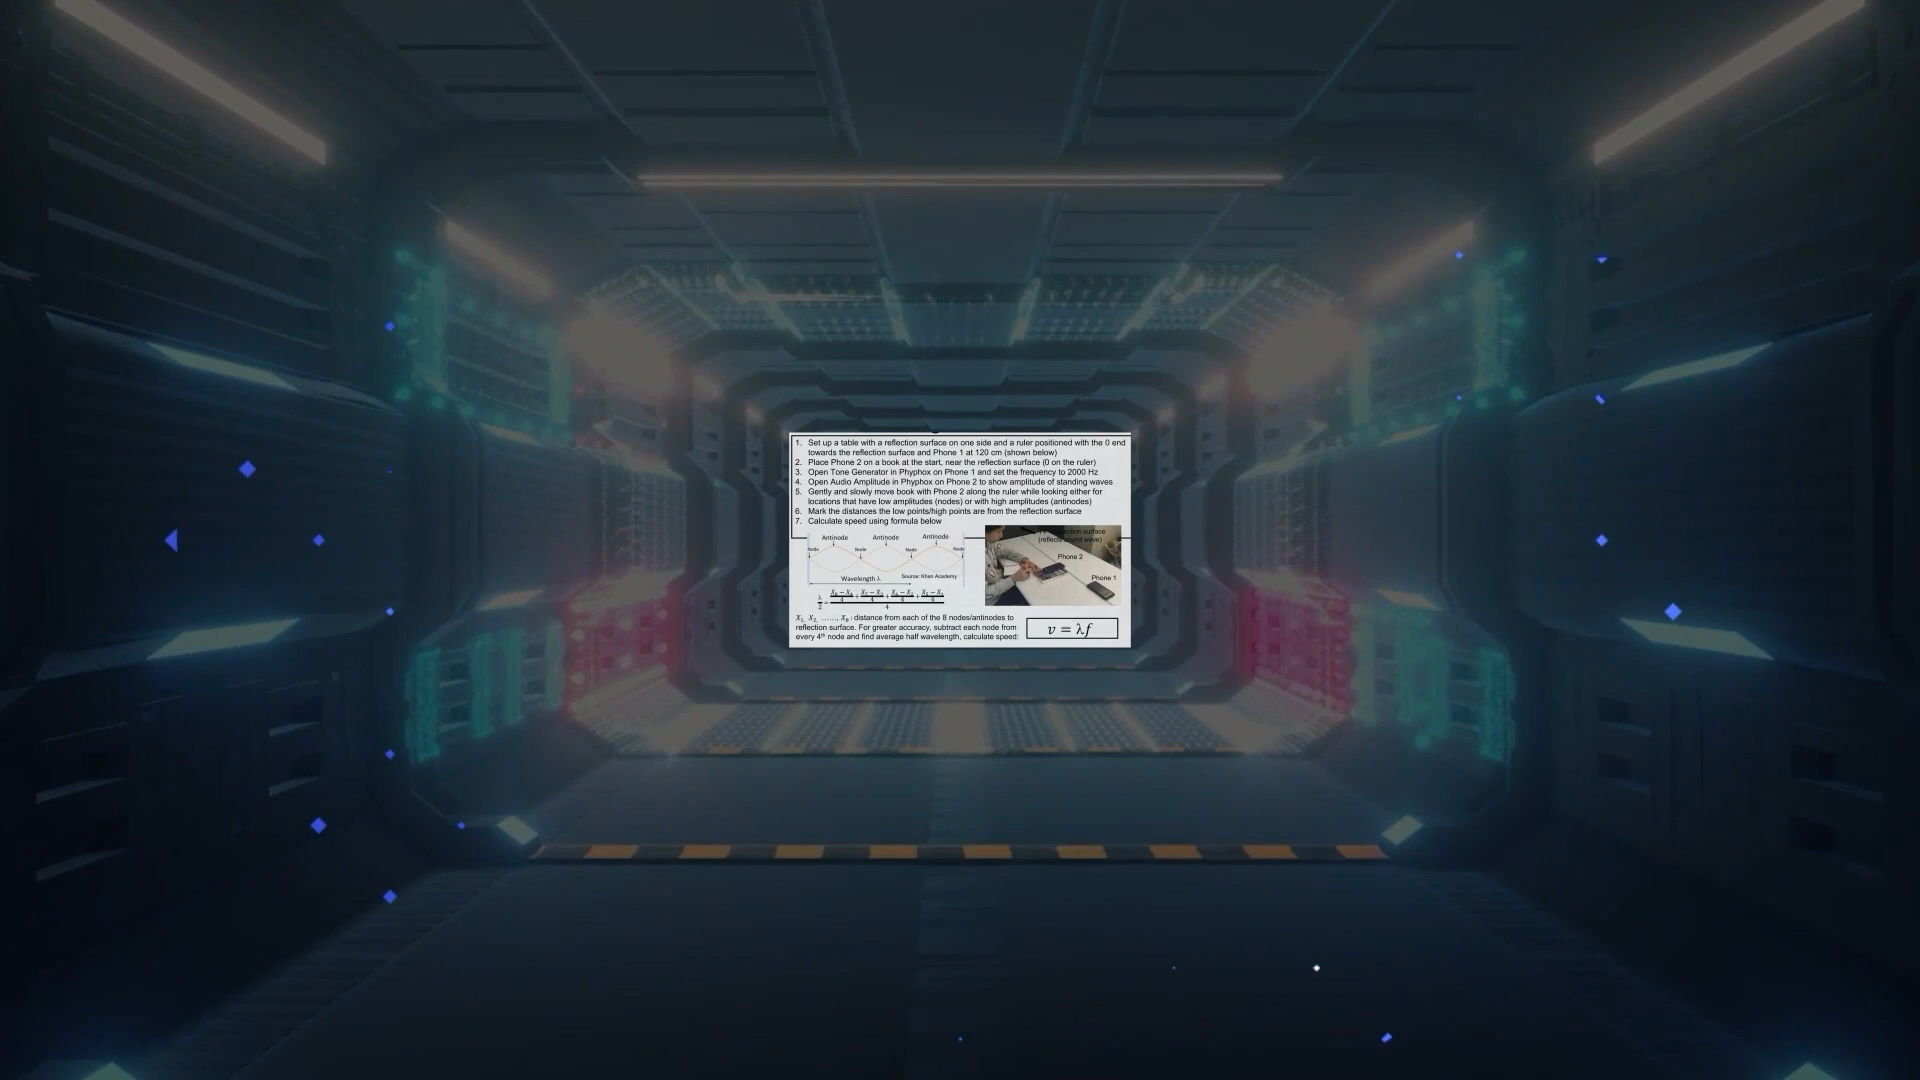 1. Set up a table with a reflection surface on one side and a ruler positioned with the 0 end
towards the reflection surface and Phone 1 at 120 cm (shown below)
2. Place Phone 2 on a book at the start, near the reflection surface (0 on the ruler)
3. Open Tone Generator in Phyphox on Phone 1 and set the frequency to 2000 Hz
4. Open Audio Amplitude in Phyphox on Phone 2 to show amplitude of standing waves
5. Gently and slowly move book with Phone 2 along the ruler while looking either for
locations that have low amplitudes (nodes) or with high amplitudes (antinodes)
6. Mark the distances the low points/high points are from the reflection surface
7. Calculate speed using formula below
Antinode Antinode Antinode
Node Node Node Node
Wavelength λ
Source: Khan Academy
surface
(reflects wave)
Phone 2
Phone 1
X₁, X₂, ……, X₈: distance from each of the 8 nodes/antinodes to
reflection surface. For greater accuracy, subtract each node from
every 4th node and find average half wavelength, calculate speed:
v = λf